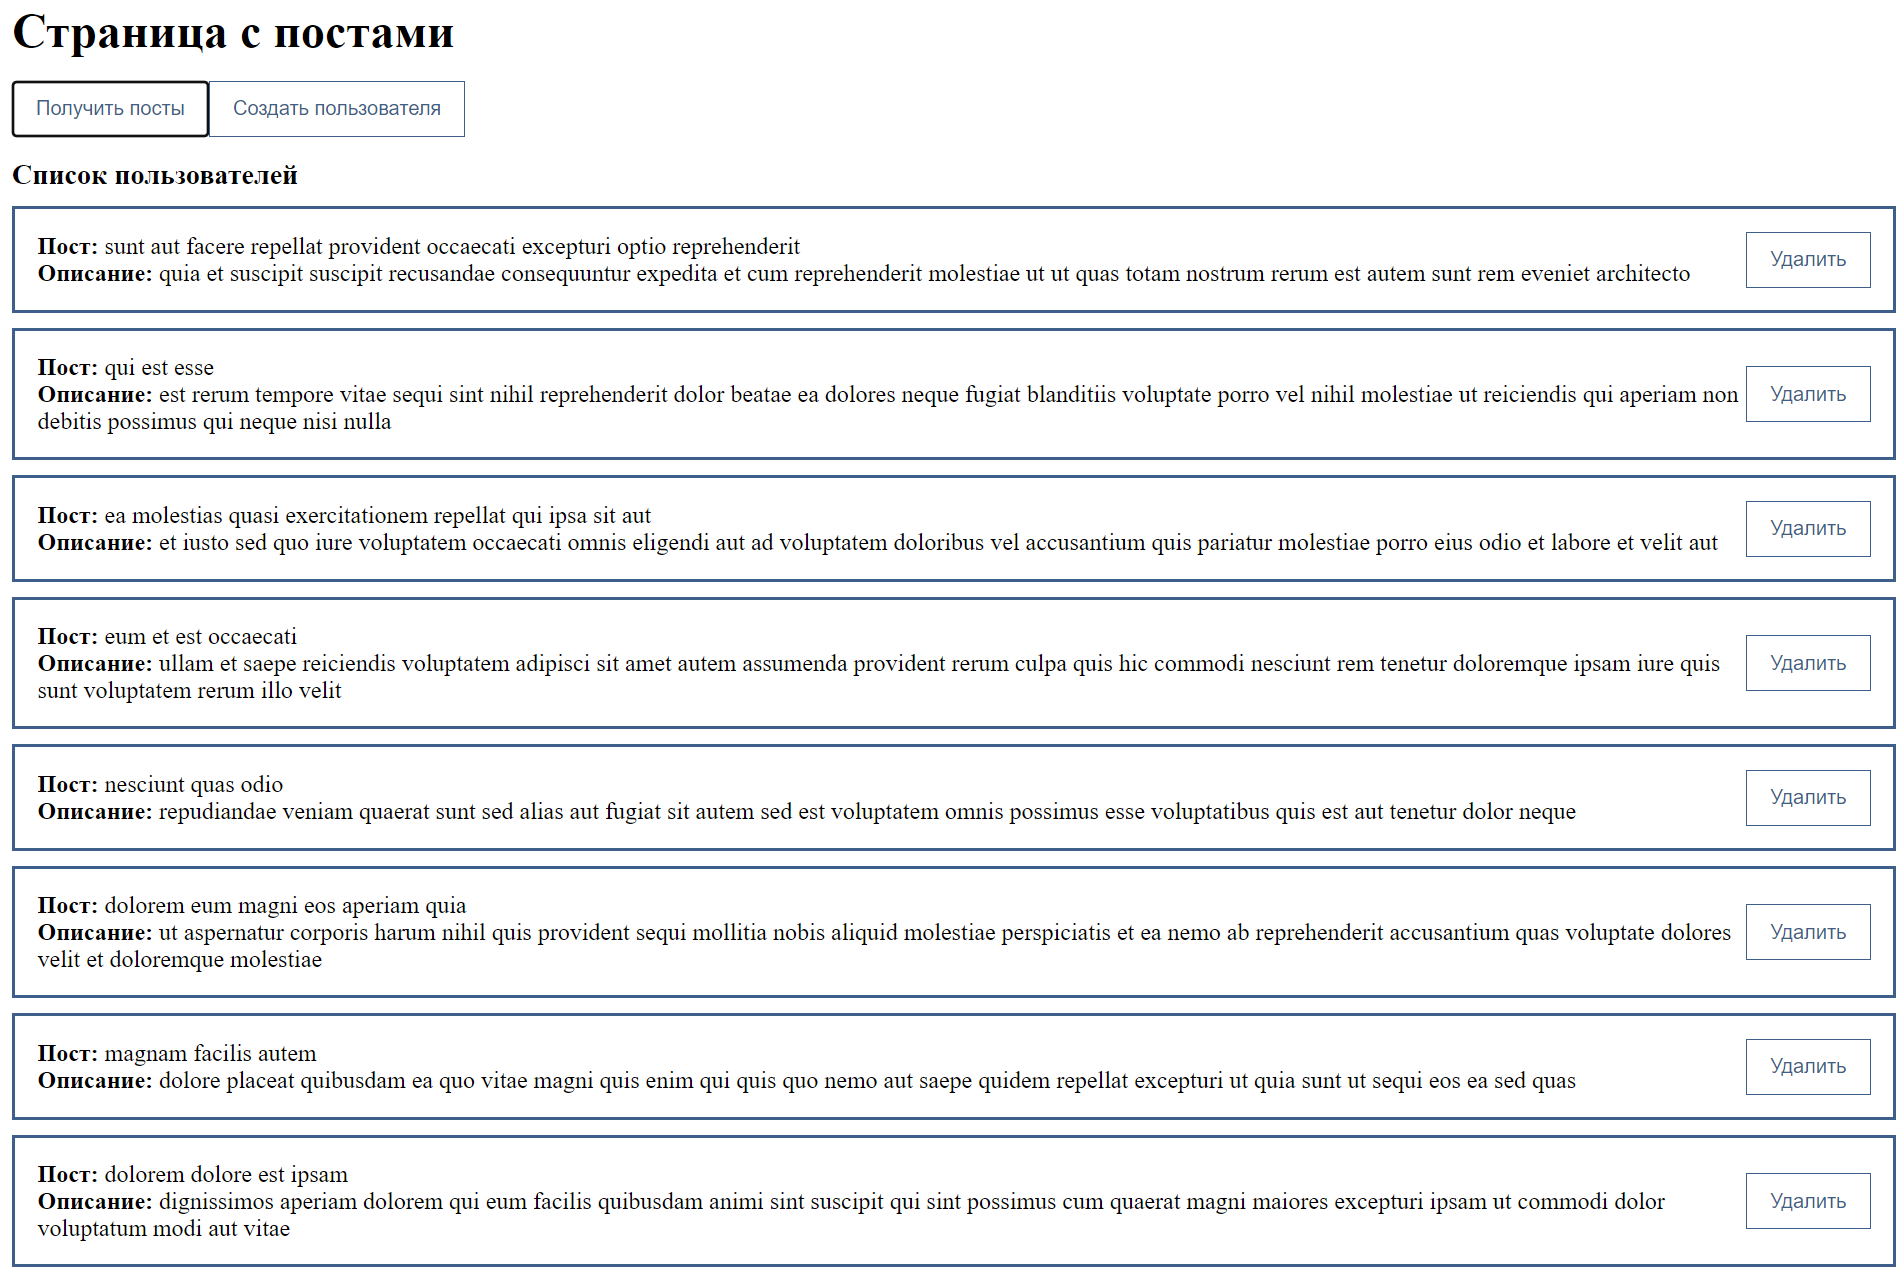 Страница с постами
Получить посты Создать пользователя
Список пользователей
Пост: sunt aut facere repellat provident occaecati excepturi optio reprehenderit
Описание: quia et suscipit suscipit recusandae consequuntur expedita et cum reprehenderit molestiae ut ut quas totam nostrum rerum est autem sunt rem eveniet architecto
Удалить
Пост: qui est esse
Описание: est rerum tempore vitae sequi sint nihil reprehenderit dolor beatae ea dolores neque fugiat blanditiis voluptate porro vel nihil molestiae ut reiciendis qui aperiam non
debitis possimus qui neque nisi nulla
Удалить
Пост: ea molestias quasi exercitationem repellat qui ipsa sit aut
Описание: et iusto sed quo iure voluptatem occaecati omnis eligendi aut ad voluptatem doloribus vel accusantium quis pariatur molestiae porro eius odio et labore et velit aut
Удалить
Пост: eum et est occaecati
Описание: ullam et saepe reiciendis voluptatem adipisci sit amet autem assumenda provident rerum culpa quis hic commodi nesciunt rem tenetur doloremque ipsam iure quis
sunt voluptatem rerum illo velit
Удалить
Пост: nesciunt quas odio
Описание: repudiandae veniam quaerat sunt sed alias aut fugiat sit autem sed est voluptatem omnis possimus esse voluptatibus quis est aut tenetur dolor neque
Удалить
Пост: dolorem eum magni eos aperiam quia
Описание: ut aspernatur corporis harum nihil quis provident sequi mollitia nobis aliquid molestiae perspiciatis et ea nemo ab reprehenderit accusantium quas voluptate dolores
velit et doloremque molestiae
Удалить
Пост: magnam facilis autem
Описание: dolore placeat quibusdam ea quo vitae magni quis enim qui quis quo nemo aut saepe quidem repellat excepturi ut quia sunt ut sequi eos ea sed quas
Удалить
Пост: dolorem dolore est ipsam
Описание: dignissimos aperiam dolorem qui eum facilis quibusdam animi sint suscipit qui sint possimus cum quaerat magni maiores excepturi ipsam ut commodi dolor
voluptatum modi aut vitae
Удалить